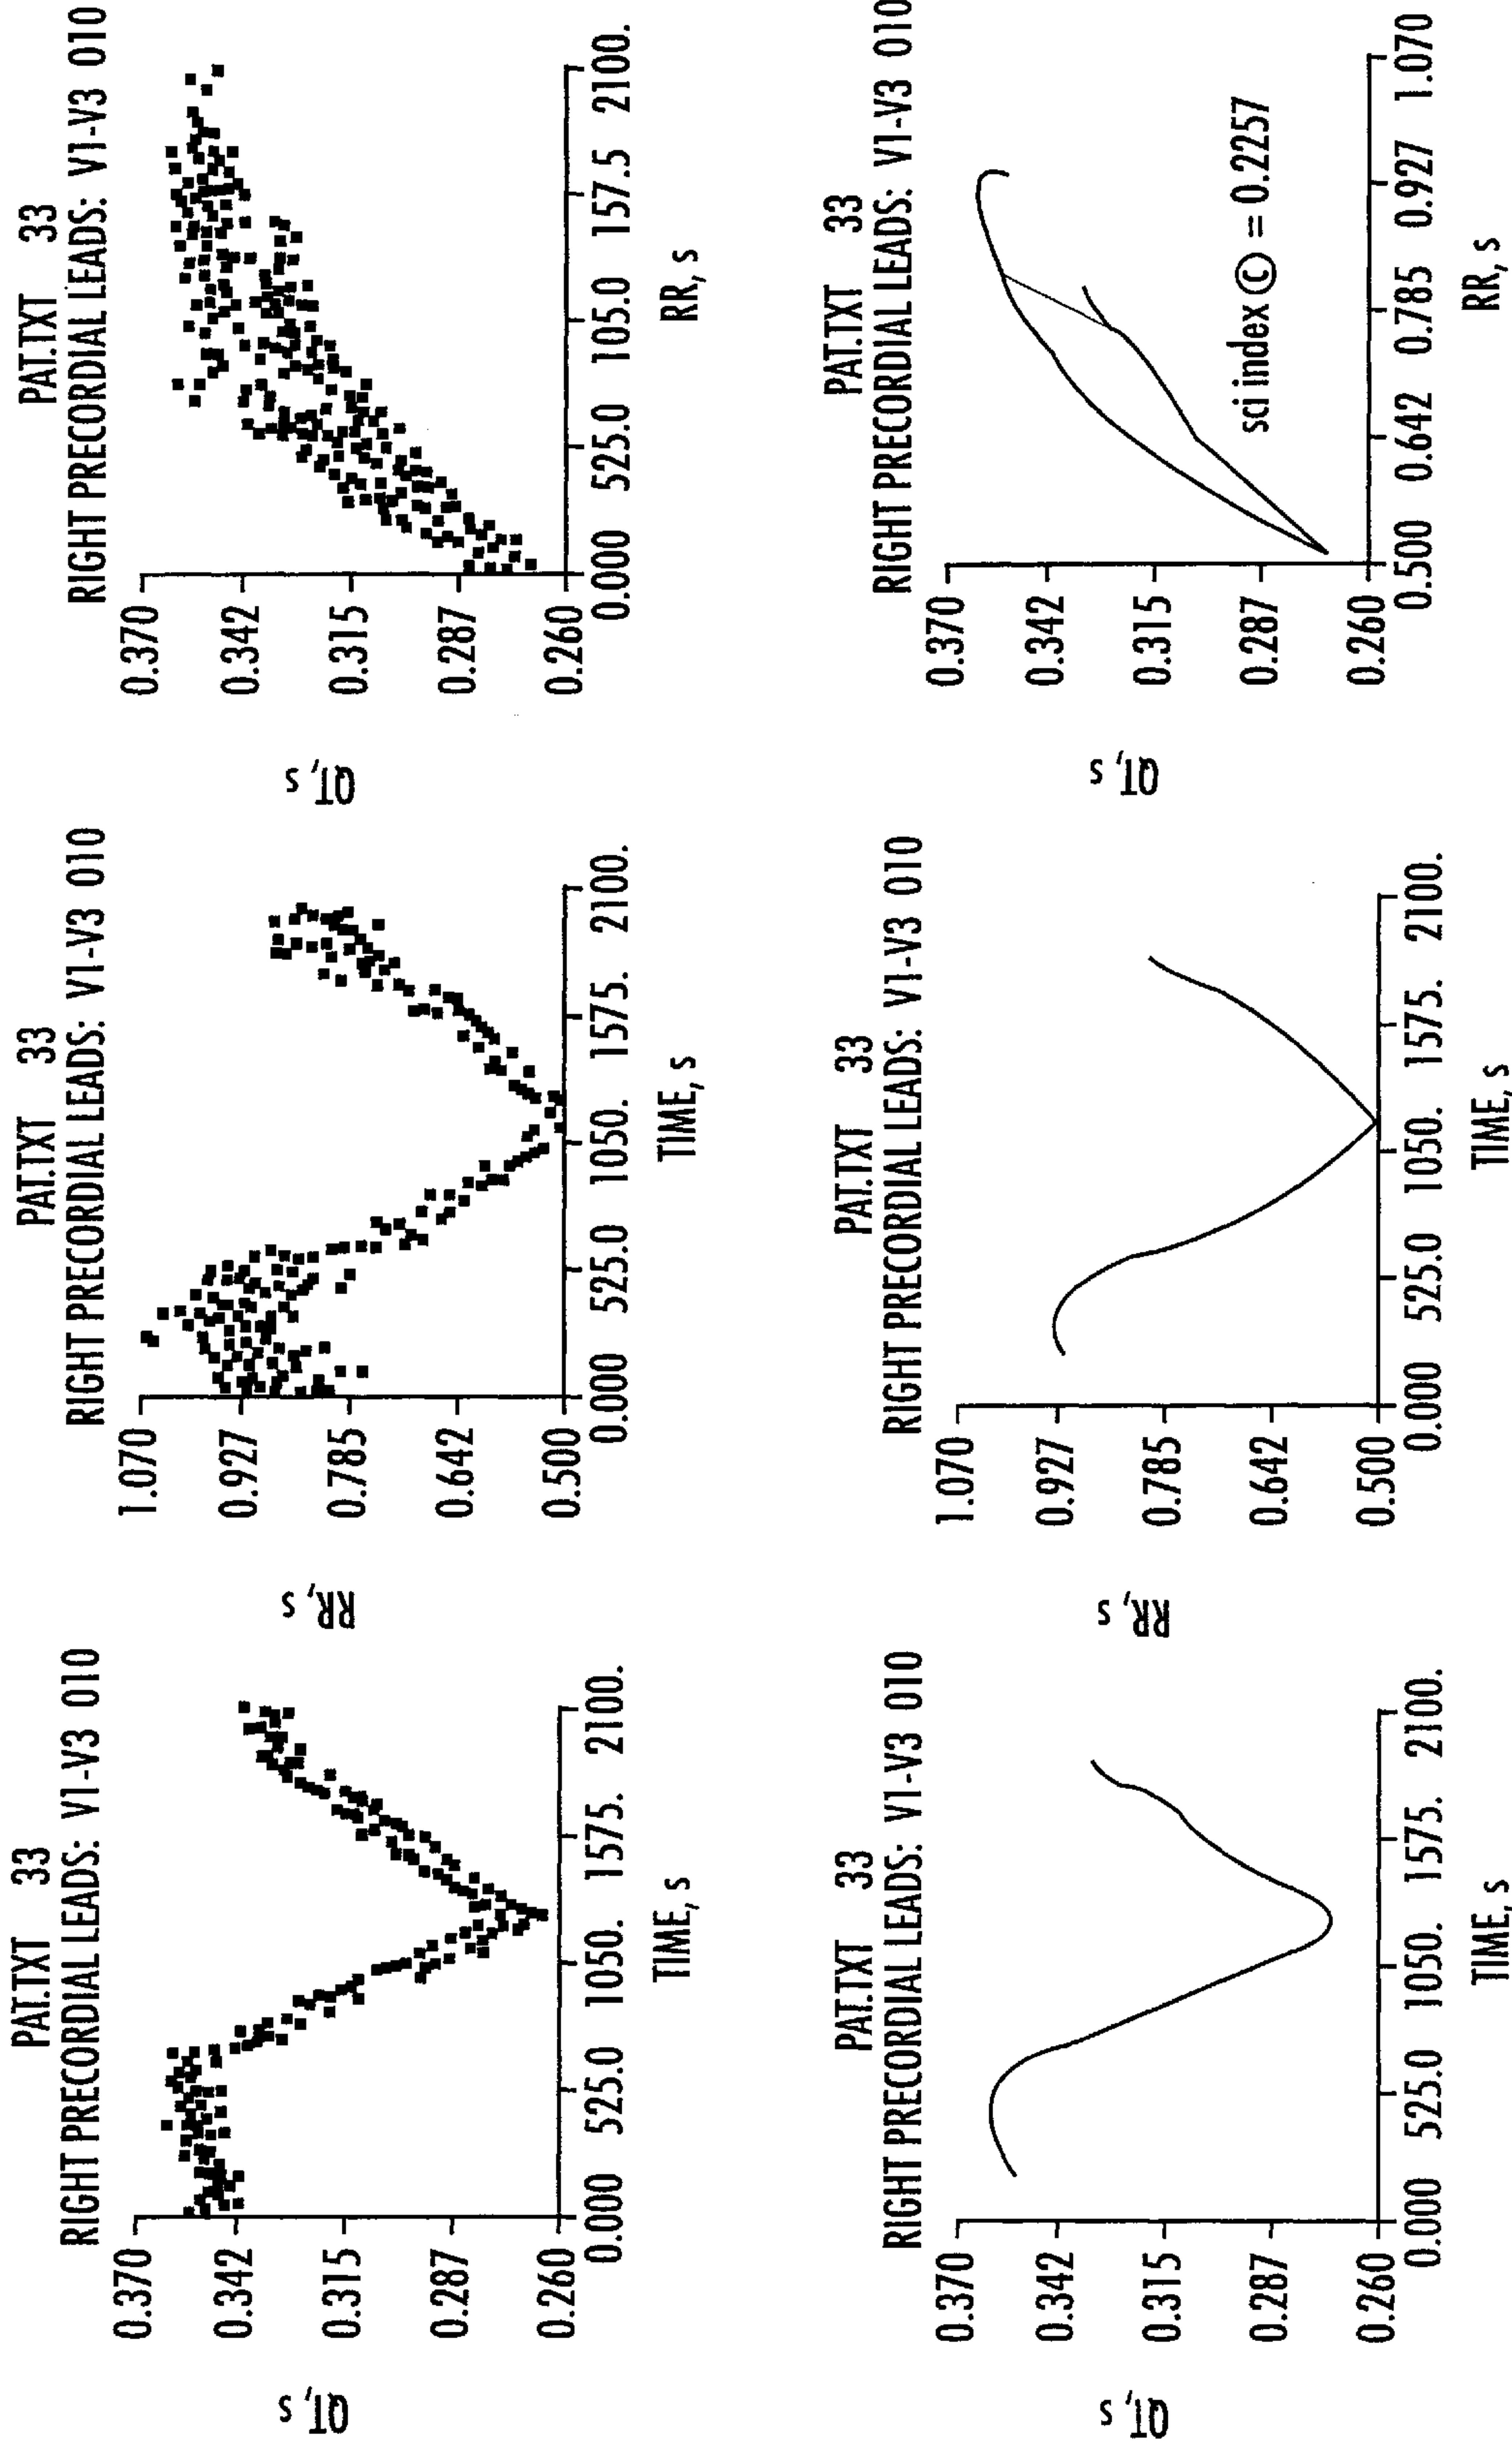 PAT.TXT 33
RIGHT PRECORDIAL LEADS: V1-V3 010
QT, s
0.370
0.342
0.315
0.287
0.260
0.000 525.0 1050. 1575. 2100.
TIME, s
PAT.TXT 33
RIGHT PRECORDIAL LEADS: V1-V3 010
RR, s
1.070
0.927
0.785
0.642
0.500
0.000 525.0 1050. 1575. 2100.
TIME, s
PAT.TXT 33
RIGHT PRECORDIAL LEADS: V1-V3 010
QT, s
0.370
0.342
0.315
0.287
0.260
0.000 525.0 105.0 157.5 2100.
RR, s
PAT.TXT 33
RIGHT PRECORDIAL LEADS: V1-V3 010
QT, s
0.370
0.342
0.315
0.287
0.260
0.000 525.0 1050. 1575. 2100.
TIME, s
PAT.TXT 33
RIGHT PRECORDIAL LEADS: V1-V3 010
RR, s
1.070
0.927
0.785
0.642
0.500
0.000 525.0 1050. 1575. 2100.
TIME, s
PAT.TXT 33
RIGHT PRECORDIAL LEADS: V1-V3 010
QT, s
0.370
0.342
0.315
0.287
0.260
sci index Ⓒ = 0.2257
0.500 0.642 0.785 0.927 1.070
RR, s